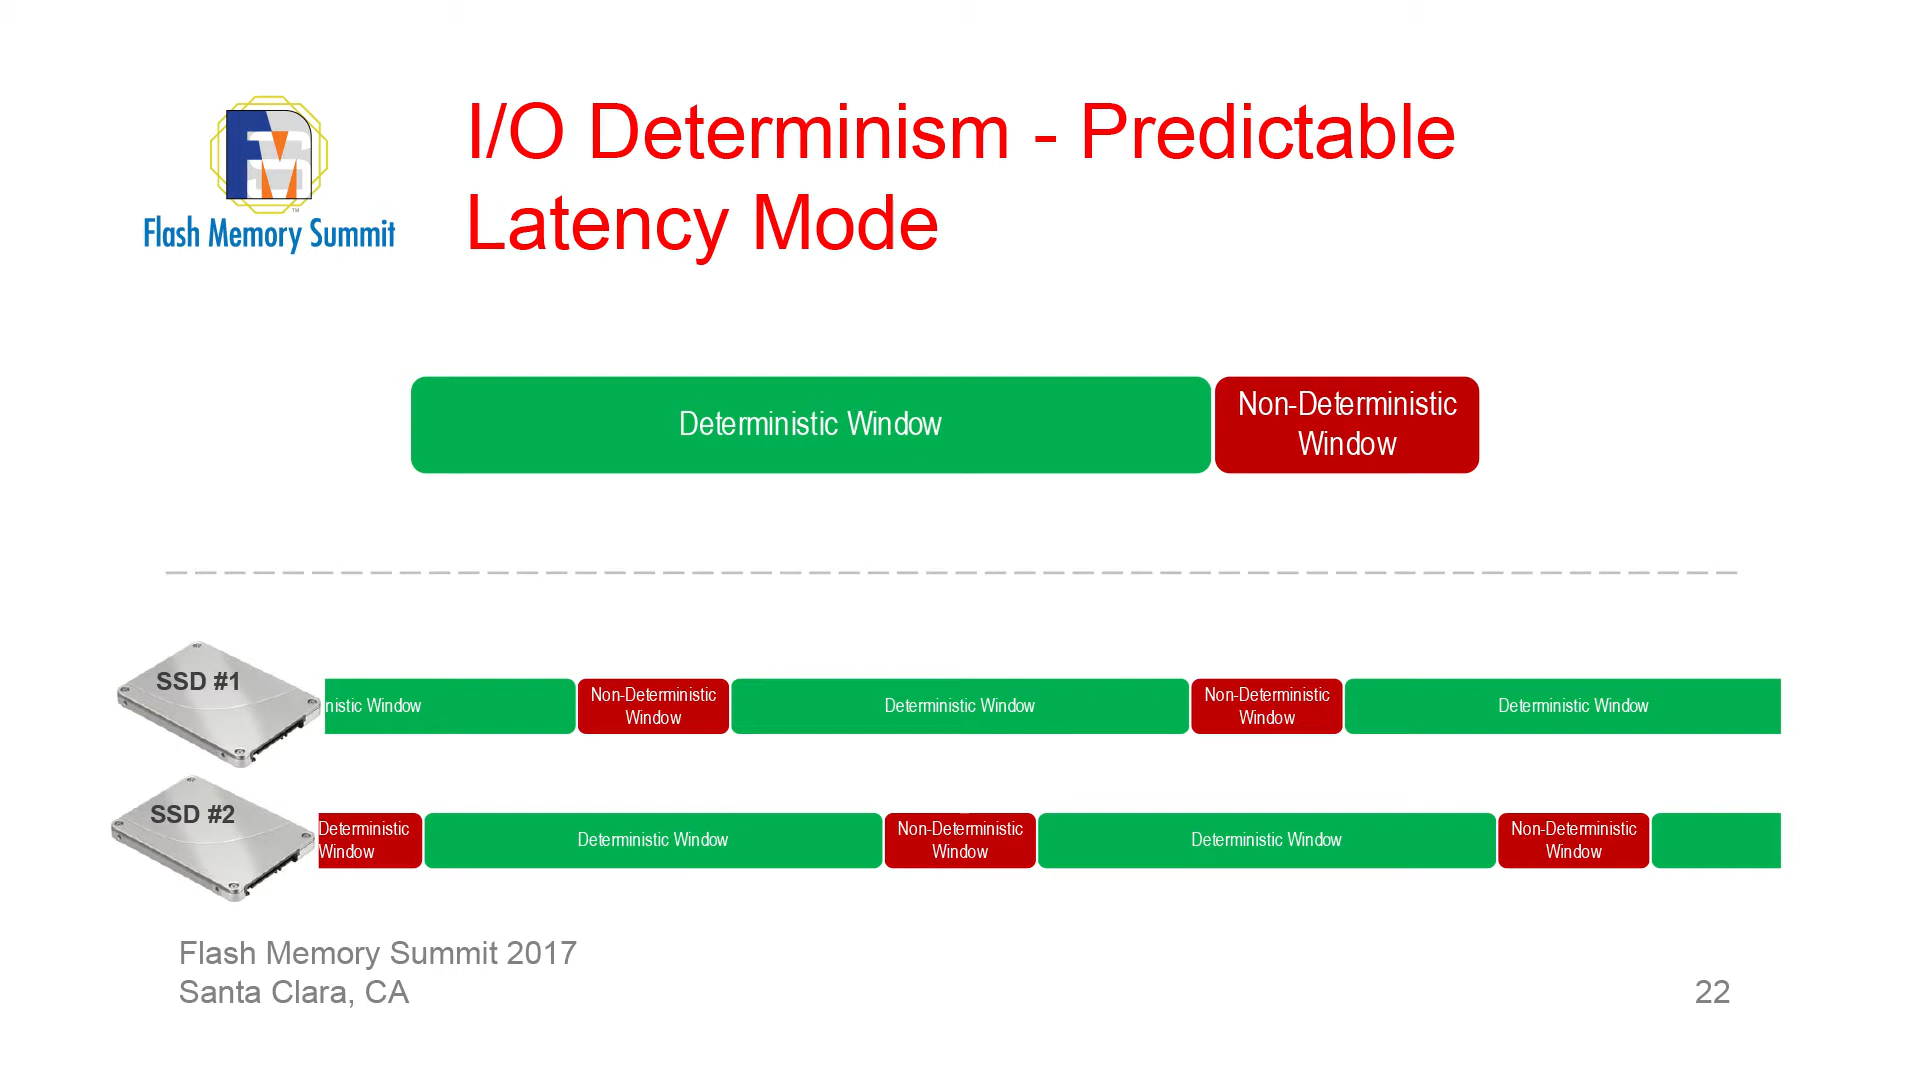 I/O Determinism - Predictable
Latency Mode
TM
Flash Memory Summit
Deterministic Window
Non-Deterministic
Window
SSD #1
nistic Window
Non-Deterministic
Window
Deterministic Window
Non-Deterministic
Window
Deterministic Window
SSD #2
Deterministic
Window
Deterministic Window
Non-Deterministic
Window
Deterministic Window
Non-Deterministic
Window
Flash Memory Summit 2017
Santa Clara, CA
22